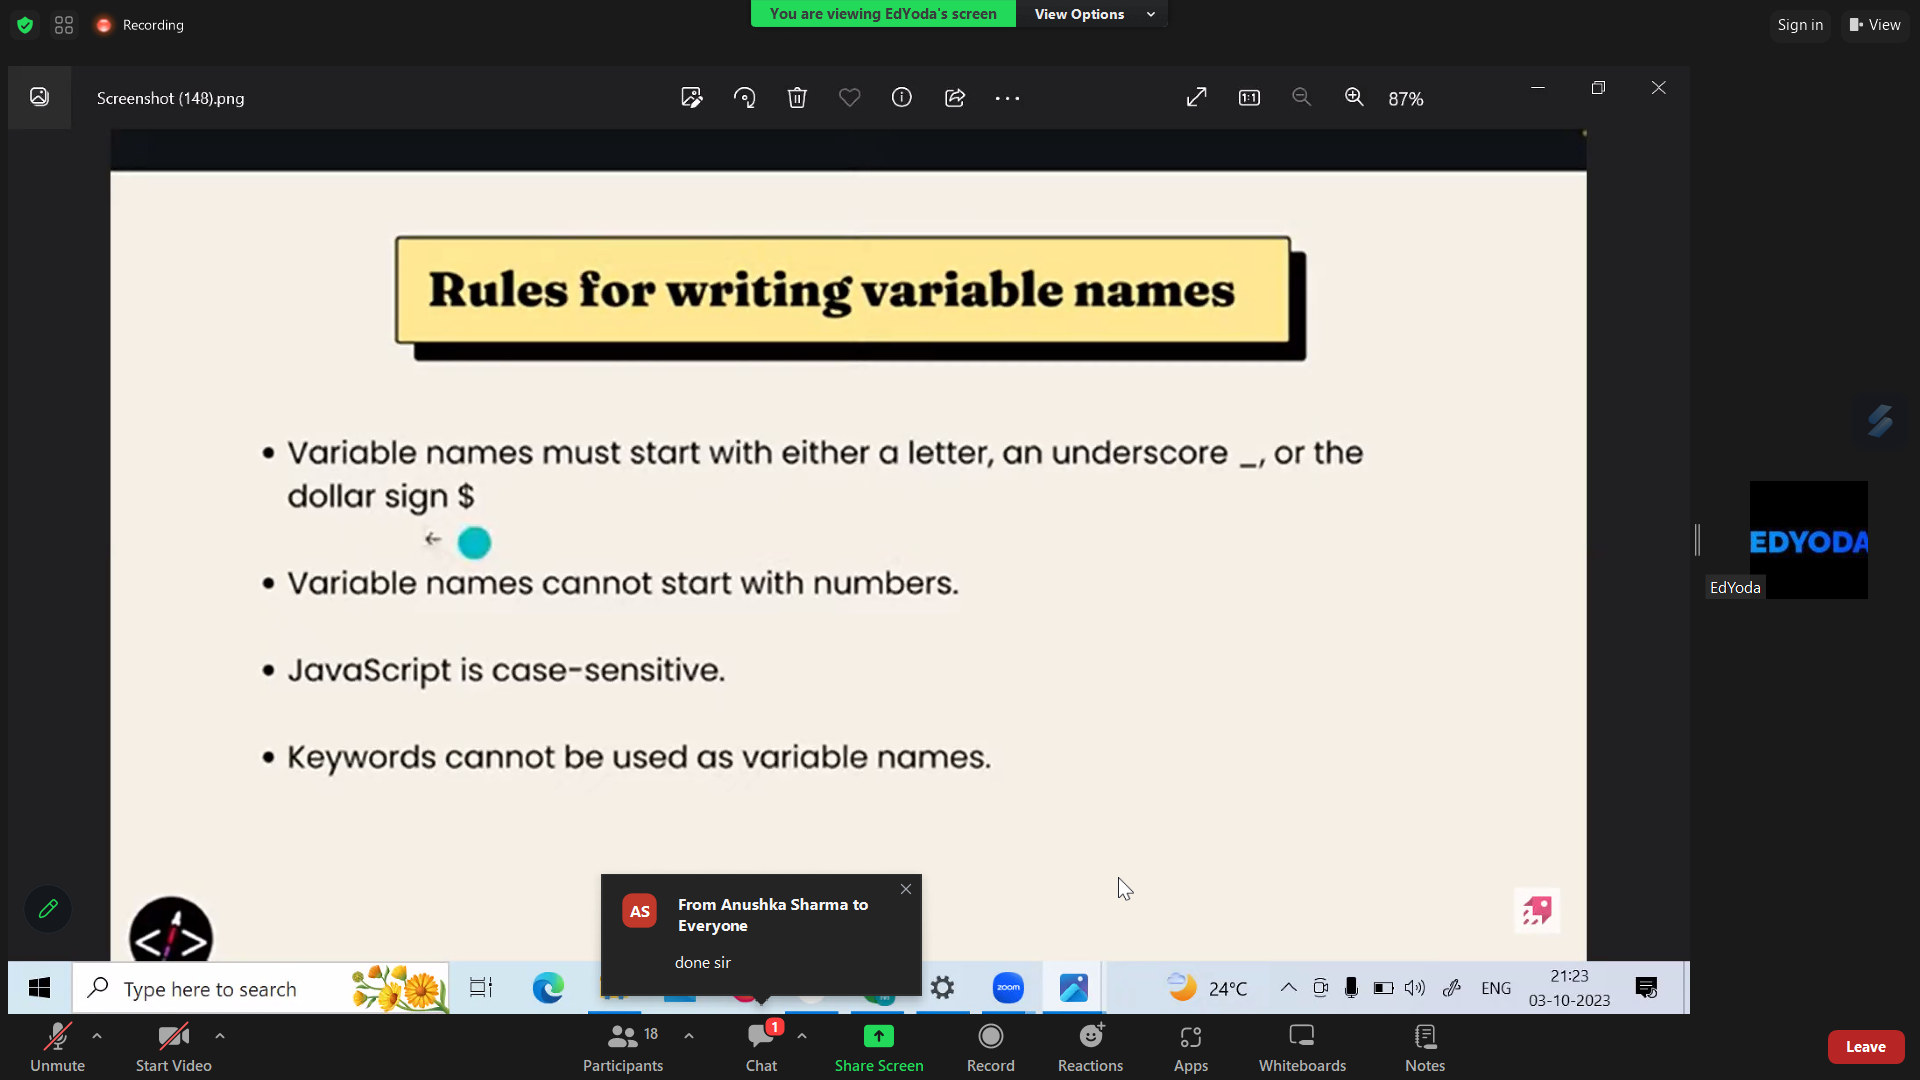 Recording
You are viewing EdYoda's screen
View Options
Sign in
View
Screenshot (148).png
1:1
87%
Rules for writing variable names
• Variable names must start with either a letter, an underscore _, or the
dollar sign $
←
• Variable names cannot start with numbers.
• JavaScript is case-sensitive.
• Keywords cannot be used as variable names.
EDYODA
EdYoda
</>
AS
From Anushka Sharma to
Everyone
done sir
Type here to search
zoom
24°C
ENG
21:23
03-10-2023
Unmute
Start Video
18
Participants
1
Chat
Share Screen
Record
Reactions
Apps
Whiteboards
Notes
Leave